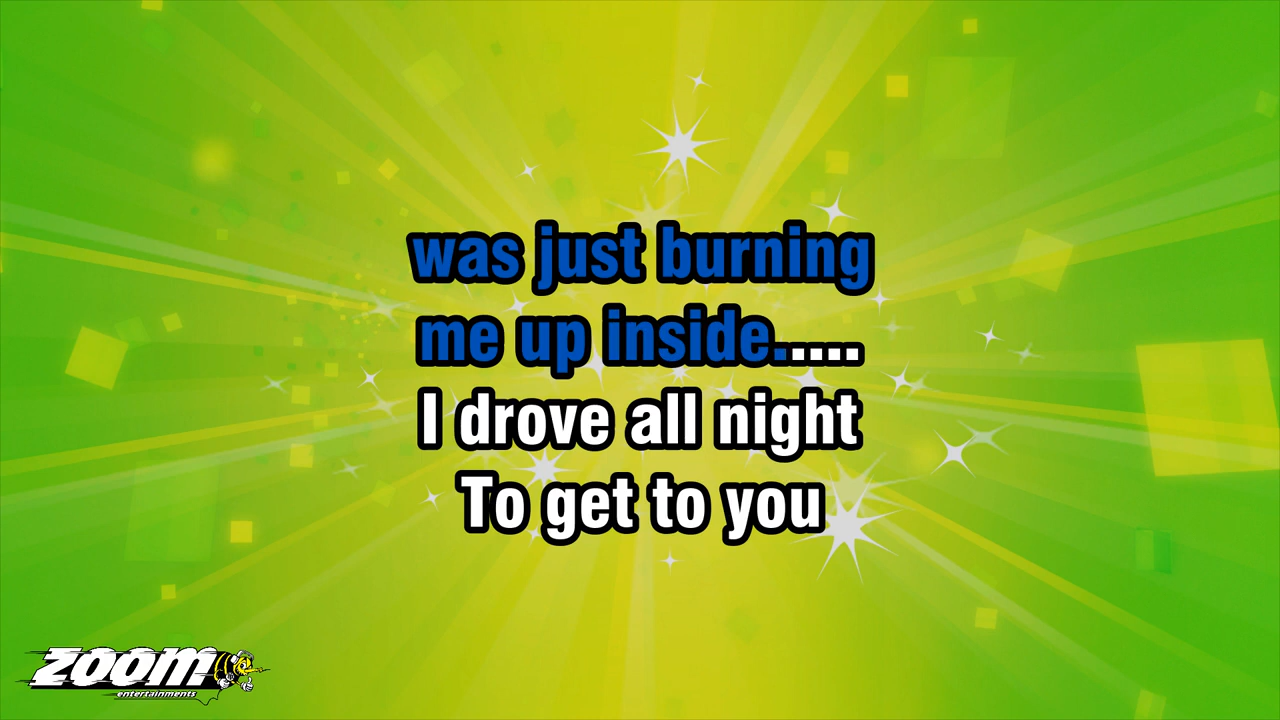 was just burning
me up inside.....
I drove all night
To get to you
zoom
entertainments